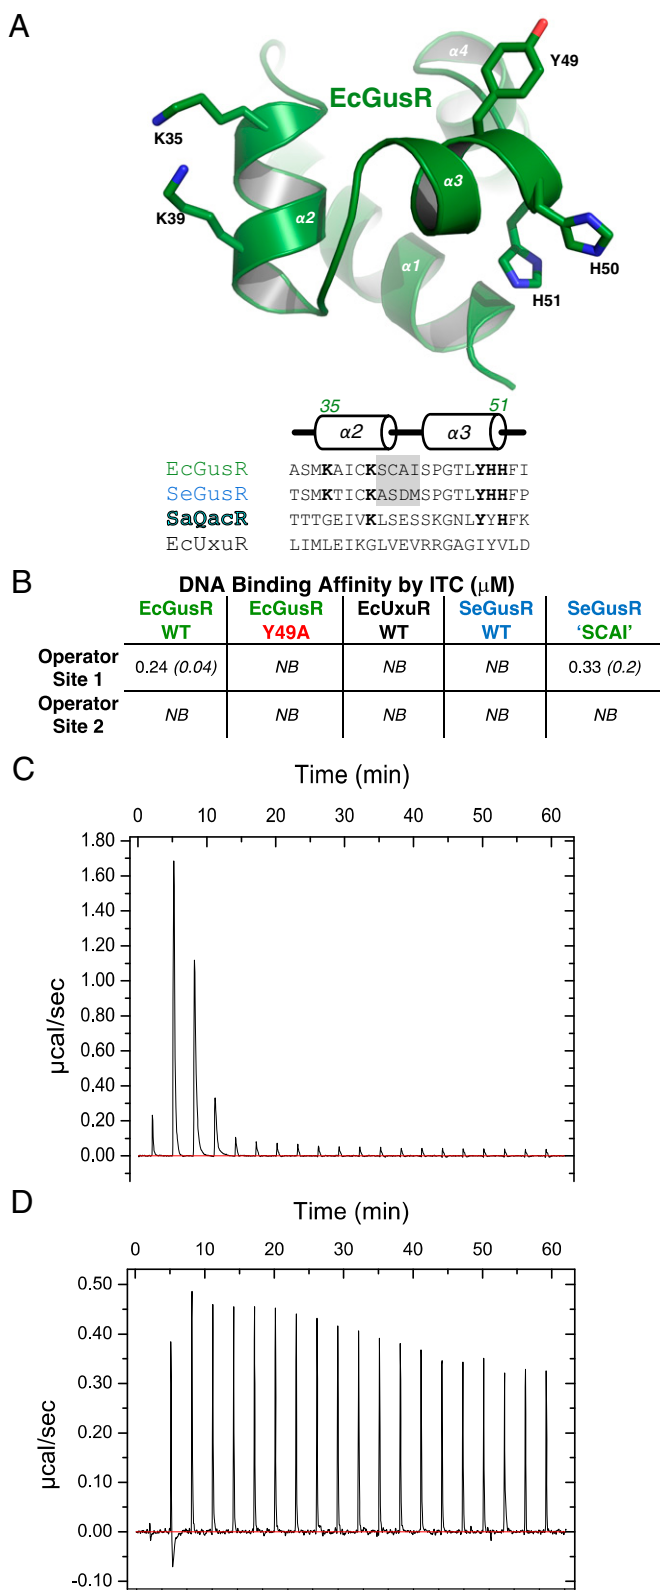 A
α4
Y49
EcGusR
K35
α3
K39
α2
α1
H50
H51
35 51
α2 α3
EcGusR ASMKAICKSCAISPGTLYHHFI
SeGusR TSMKTICKASDMSPGTLYHHFP
SaQacR TTTGEIVKLSESSKGNLYYHFK
EcUxuR LIMLEIKGLVEVRRGAGIYVLD
B
DNA Binding Affinity by ITC (μM)
EcGusR EcGusR EcUxuR SeGusR SeGusR
WT Y49A WT WT 'SCAI'
Operator Site 1 0.24 (0.04) NB NB NB 0.33 (0.2)
Operator Site 2 NB NB NB NB NB
C
Time (min)
0 10 20 30 40 50 60
1.80
1.60
1.40
1.20
1.00
0.80
0.60
0.40
0.20
0.00
µcal/sec
D
Time (min)
0 10 20 30 40 50 60
0.50
0.40
0.30
0.20
0.10
0.00
-0.10
µcal/sec